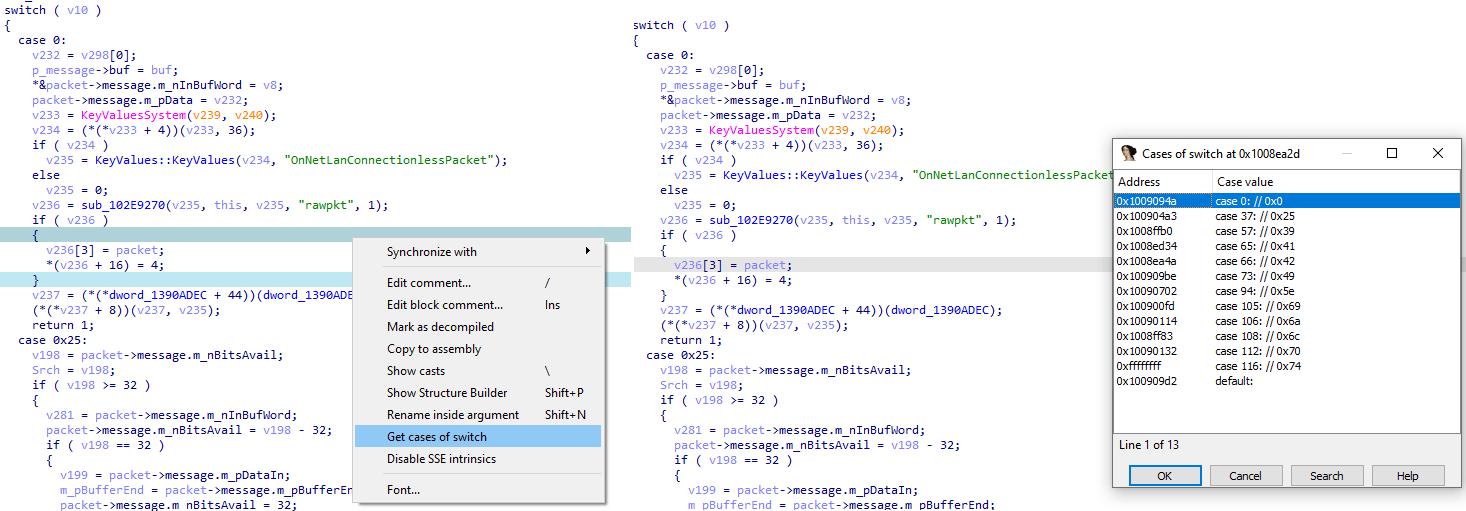 switch ( v10 )
{
case 0:
v232 = v298[0];
p_message->buf = buf;
*&packet->message.m_nInBufWord = v8;
packet->message.m_pData = v232;
v233 = KeyValuesSystem(v239, v240);
v234 = (*(*v233 + 4))(v233, 36);
if ( v234 )
v235 = KeyValues::KeyValues(v234, "OnNetLanConnectionlessPacket");
else
v235 = 0;
v236 = sub_102E9270(v235, this, v235, "rawpkt", 1);
if ( v236 )
{
v236[3] = packet;
*(v236 + 16) = 4;
}
v237 = (*(*dword_1390ADEC + 44))(dword_1390ADE
(*(*v237 + 8))(v237, v235);
return 1;
case 0x25:
v198 = packet->message.m_nBitsAvail;
Srch = v198;
if ( v198 >= 32 )
{
v281 = packet->message.m_nInBufWord;
packet->message.m_nBitsAvail = v198 - 32;
if ( v198 == 32 )
{
v199 = packet->message.m_pDataIn;
m_pBufferEnd = packet->message.m_pBufferEn
packet->message.m_nBitsAvail = 32;
Synchronize with
Edit comment... /
Edit block comment... Ins
Mark as decompiled
Copy to assembly
Show casts \
Show Structure Builder Shift+P
Rename inside argument Shift+N
Get cases of switch
Disable SSE intrinsics
Font...
switch ( v10 )
{
case 0:
v232 = v298[0];
p_message->buf = buf;
*&packet->message.m_nInBufWord = v8;
packet->message.m_pData = v232;
v233 = KeyValuesSystem(v239, v240);
v234 = (*(*v233 + 4))(v233, 36);
if ( v234 )
v235 = KeyValues::KeyValues(v234, "OnNetLanConnectionlessPacket
else
v235 = 0;
v236 = sub_102E9270(v235, this, v235, "rawpkt", 1);
if ( v236 )
{
v236[3] = packet;
*(v236 + 16) = 4;
}
v237 = (*(*dword_1390ADEC + 44))(dword_1390ADEC);
(*(*v237 + 8))(v237, v235);
return 1;
case 0x25:
v198 = packet->message.m_nBitsAvail;
Srch = v198;
if ( v198 >= 32 )
{
v281 = packet->message.m_nInBufWord;
packet->message.m_nBitsAvail = v198 - 32;
if ( v198 == 32 )
{
v199 = packet->message.m_pDataIn;
m_pBufferEnd = packet->message.m_pBufferEnd;
Cases of switch at 0x1008ea2d
Address Case value
0x1009094a case 0: // 0x0
0x100904a3 case 37: // 0x25
0x1008ffb0 case 57: // 0x39
0x1008ed34 case 65: // 0x41
0x1008ea4a case 66: // 0x42
0x100909be case 73: // 0x49
0x10090702 case 94: // 0x5e
0x100900fd case 105: // 0x69
0x10090114 case 106: // 0x6a
0x1008ff83 case 108: // 0x6c
0x10090132 case 112: // 0x70
0xffffffff case 116: // 0x74
0x100909d2 default:
Line 1 of 13
OK Cancel Search Help